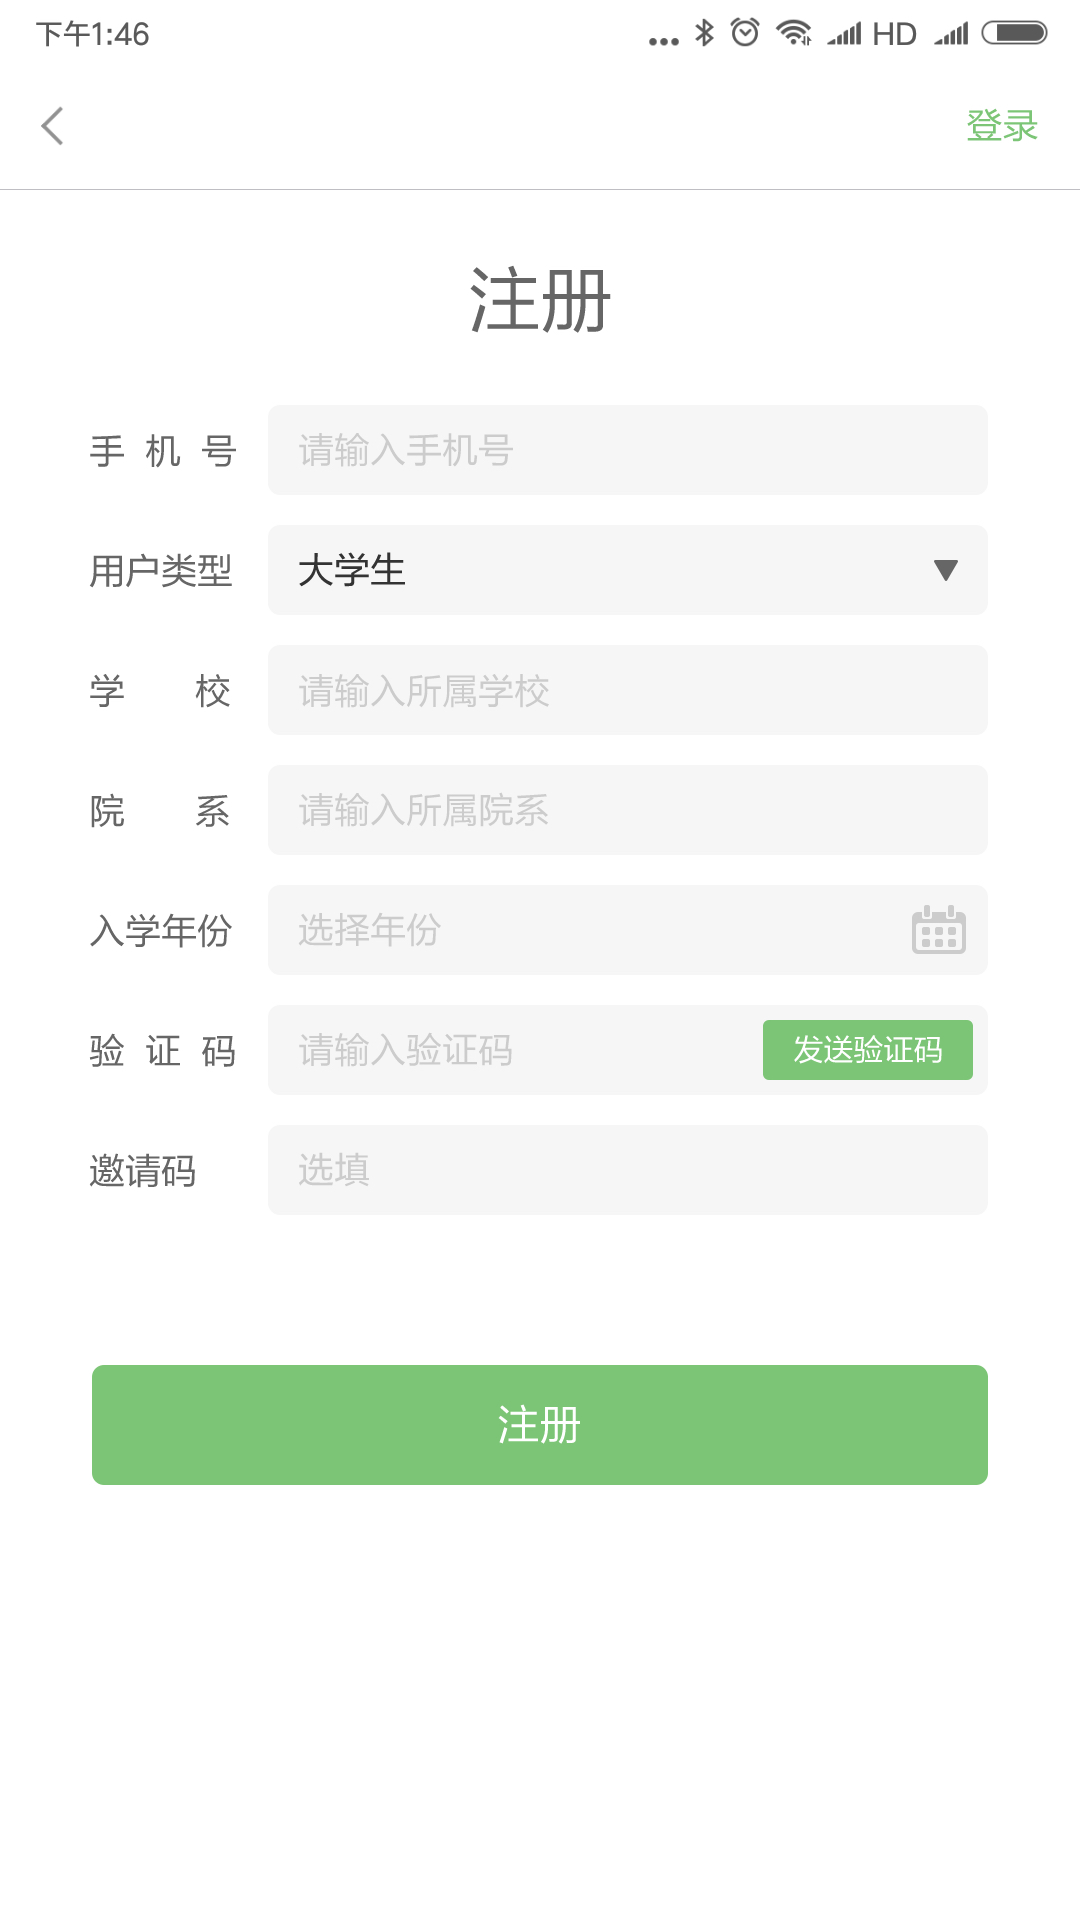 下午1:46 HD
登录
注册
手 机 号 请输入手机号
用户类型 大学生
学 校 请输入所属学校
院 系 请输入所属院系
入学年份 选择年份
验 证 码 请输入验证码 发送验证码
邀请码 选填
注册